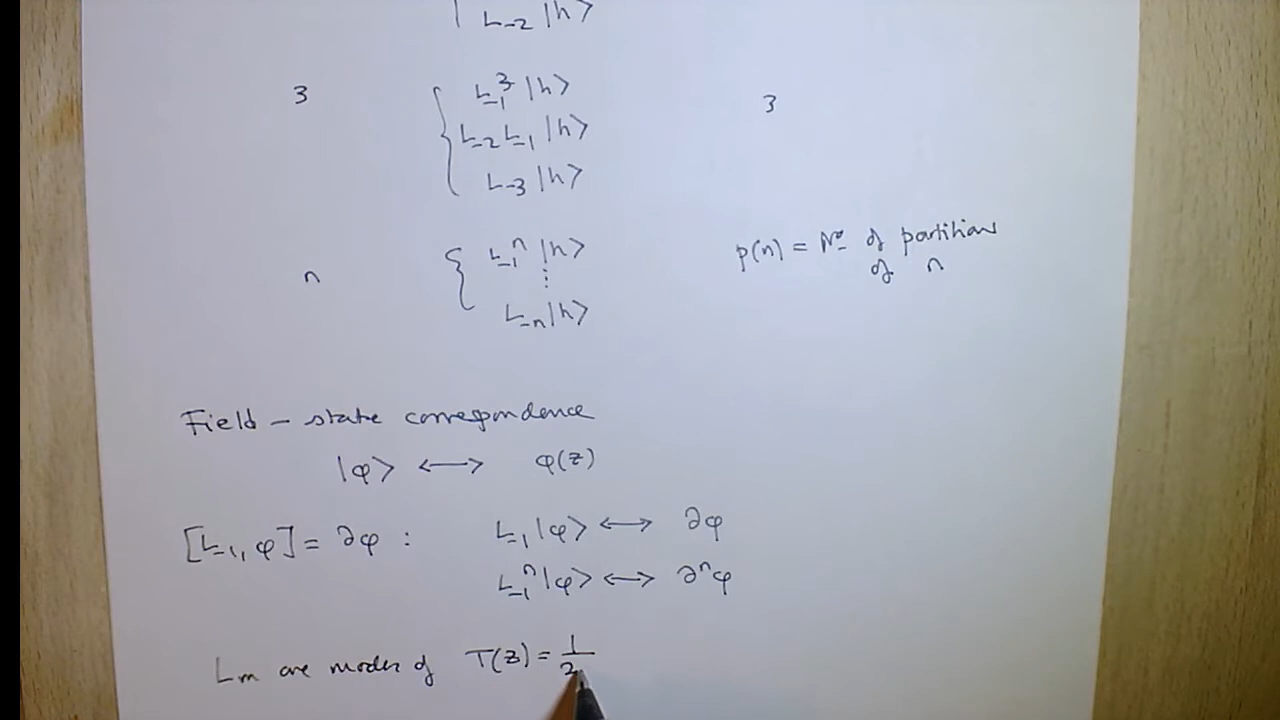 L₋₂ |h⟩
3 { L₋₁³ |h⟩ 3
L₋₂ L₋₁ |h⟩
L₋₃ |h⟩
n { L₋₁ⁿ |h⟩ p(n) = Nº of partitions
⋮ of n
L₋ₙ |h⟩
Field – state correspondence
|φ⟩ ⟷ φ(z)
[L₋₁, φ] = ∂φ : L₋₁|φ⟩ ⟷ ∂φ
L₋₁ⁿ|φ⟩ ⟷ ∂ⁿφ
Lₘ are modes of T(z) = 1/2